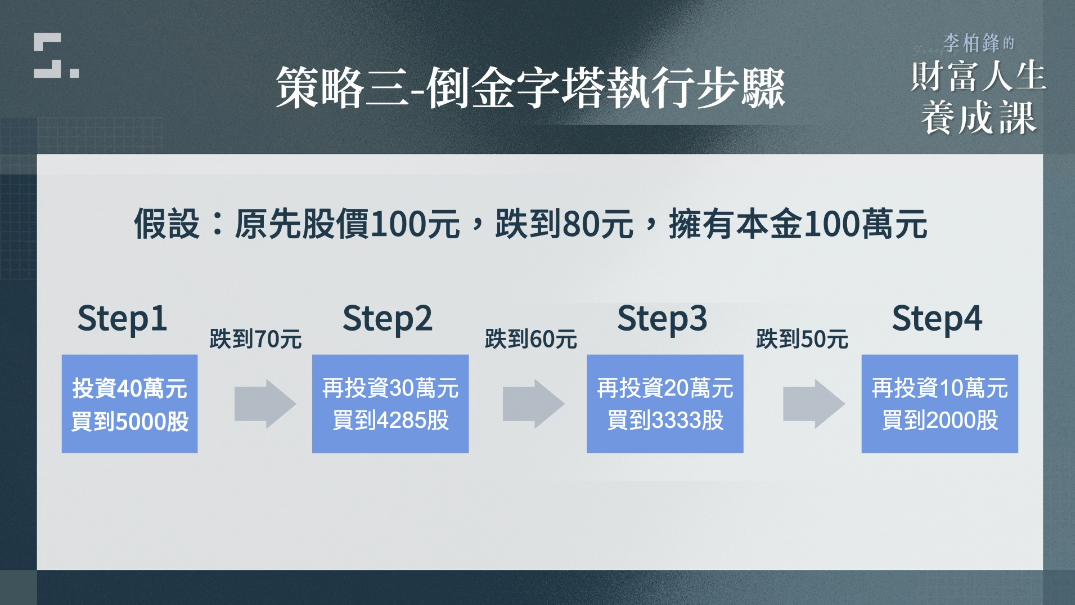 李柏鋒的
財富人生
養成課
策略三-倒金字塔執行步驟
假設：原先股價100元，跌到80元，擁有本金100萬元
Step1
投資40萬元
買到5000股
跌到70元
Step2
再投資30萬元
買到4285股
跌到60元
Step3
再投資20萬元
買到3333股
跌到50元
Step4
再投資10萬元
買到2000股